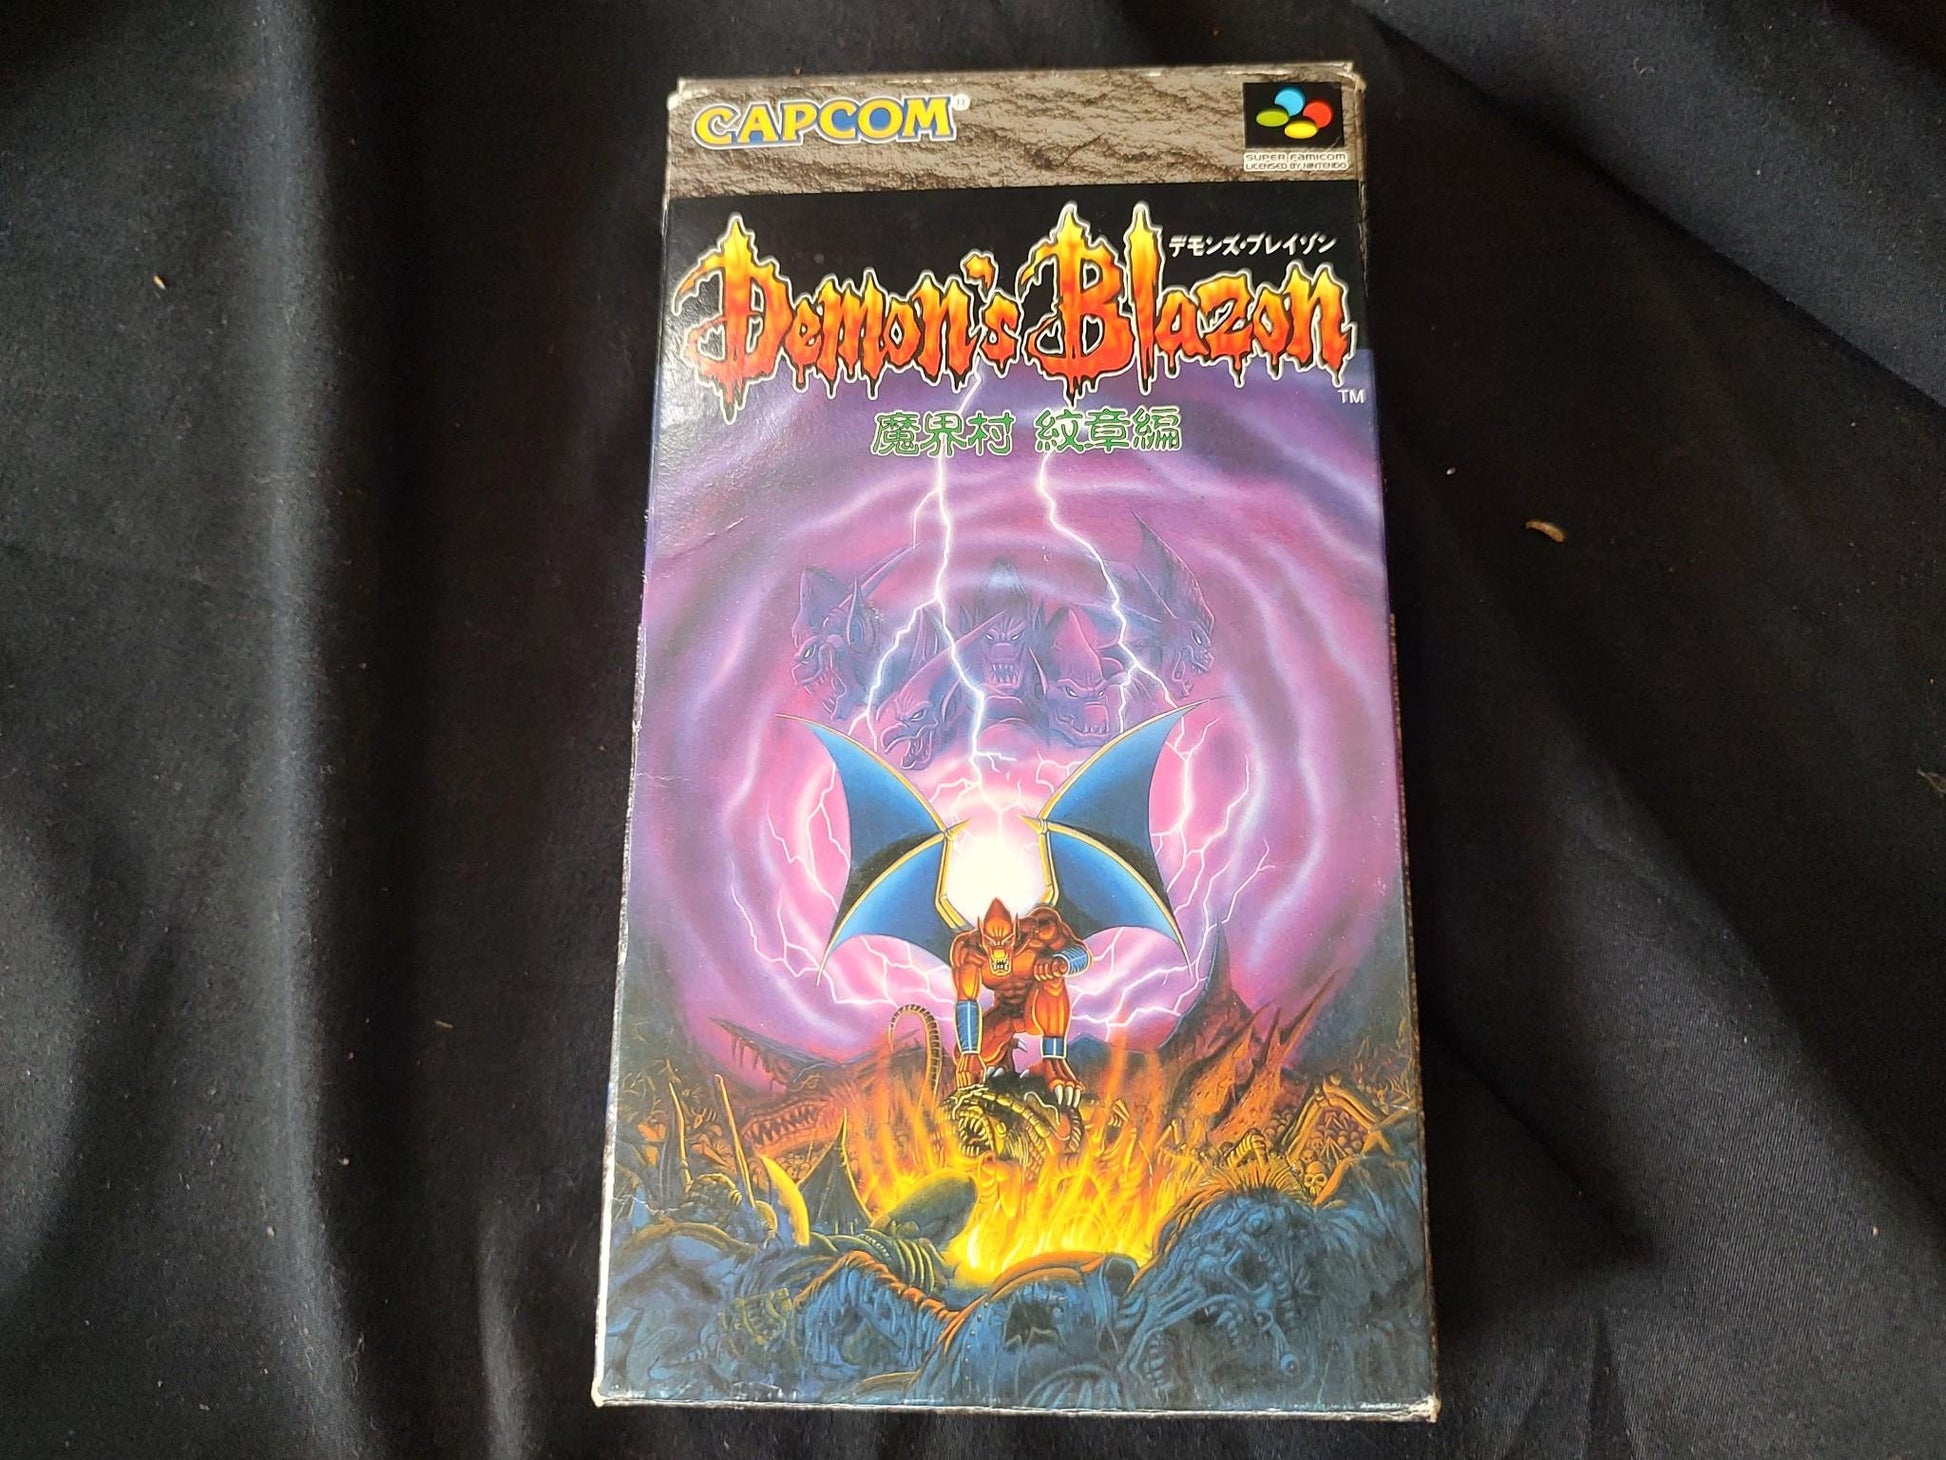 CAPCOM®
SUPER Famicom
LICENSED BY NINTENDO
デモンズ・ブレイゾン
Demon's Blazon
TM
魔界村 紋章編